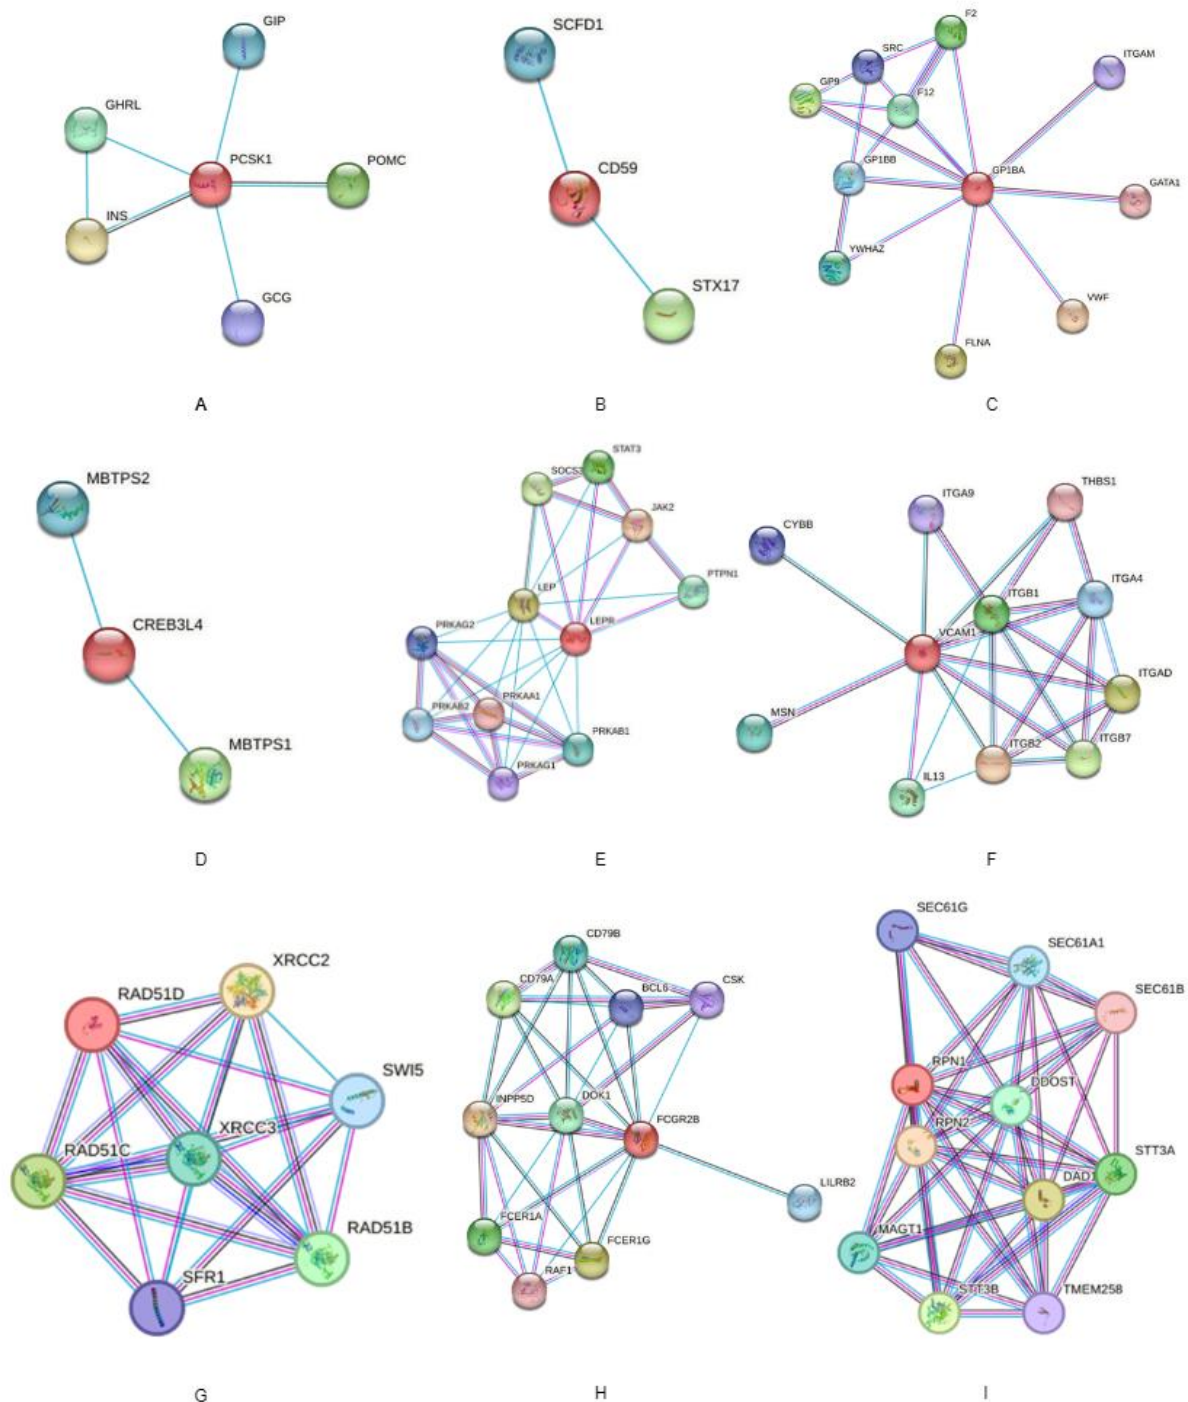 GIP
GHRL
PCSK1
POMC
INS
GCG
A
SCFD1
CD59
STX17
B
F2
SRC
ITGAM
GP9
F12
GP1BB
GP1BA
GATA1
YWHAZ
VWF
FLNA
C
MBTPS2
CREB3L4
MBTPS1
D
STAT3
SOCS3
JAK2
PTPN1
LEP
LEPR
PRKAG2
PRKAA1
PRKAB2
PRKAB1
PRKAG1
E
ITGA9
THBS1
CYBB
ITGA4
ITGB1
VCAM1
ITGAD
MSN
ITGB2
ITGB7
IL13
F
XRCC2
RAD51D
SWI5
XRCC3
RAD51C
RAD51B
SFR1
G
CD79B
CD79A
BCL6
CSK
INPP5D
DOK1
FCGR2B
LILRB2
FCER1A
FCER1G
RAF1
H
SEC61G
SEC61A1
SEC61B
RPN1
DDOST
RPN2
STT3A
DAD1
MAGT1
STT3B
TMEM258
I